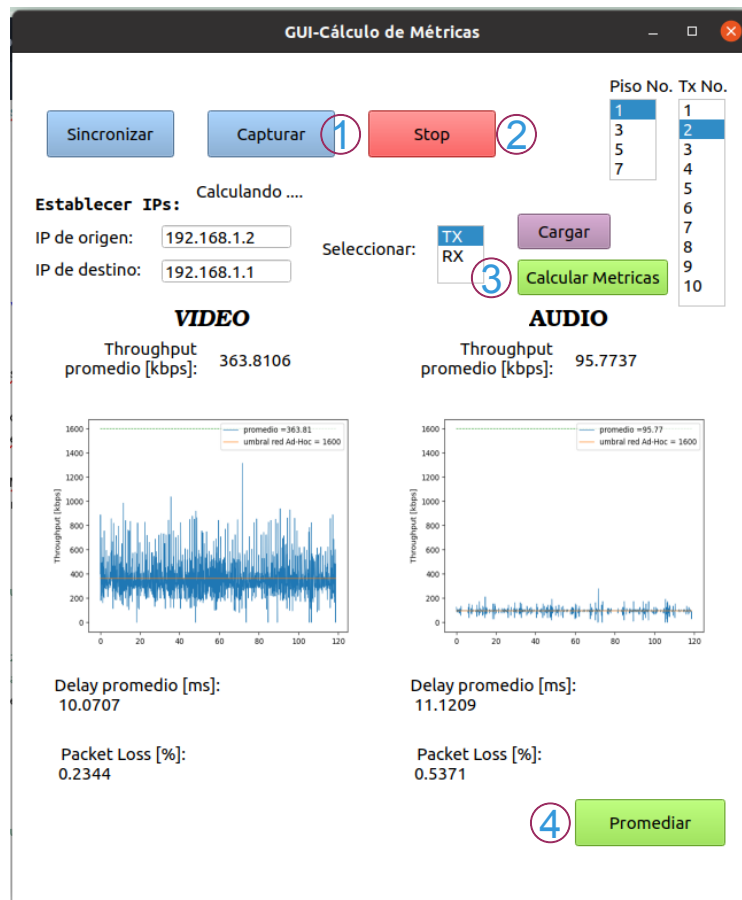 GUI-Cálculo de Métricas
Piso No. Tx No.
1
3
5
7
1
2
3
4
5
6
7
8
9
10
Sincronizar
Capturar
1
Stop
2
Calculando ....
Establecer IPs:
IP de origen:
192.168.1.2
IP de destino:
192.168.1.1
Seleccionar:
TX
RX
Cargar
3
Calcular Metricas
VIDEO
Throughput
promedio [kbps]:
363.8106
AUDIO
Throughput
promedio [kbps]:
95.7737
promedio =363.81
umbral red Ad-Hoc = 1600
Throughput [kbps]
1600
1400
1200
1000
800
600
400
200
0
0 20 40 60 80 100 120
promedio =95.77
umbral red Ad-Hoc = 1600
Throughput [kbps]
1600
1400
1200
1000
800
600
400
200
0
0 20 40 60 80 100 120
Delay promedio [ms]:
10.0707
Delay promedio [ms]:
11.1209
Packet Loss [%]:
0.2344
Packet Loss [%]:
0.5371
4
Promediar